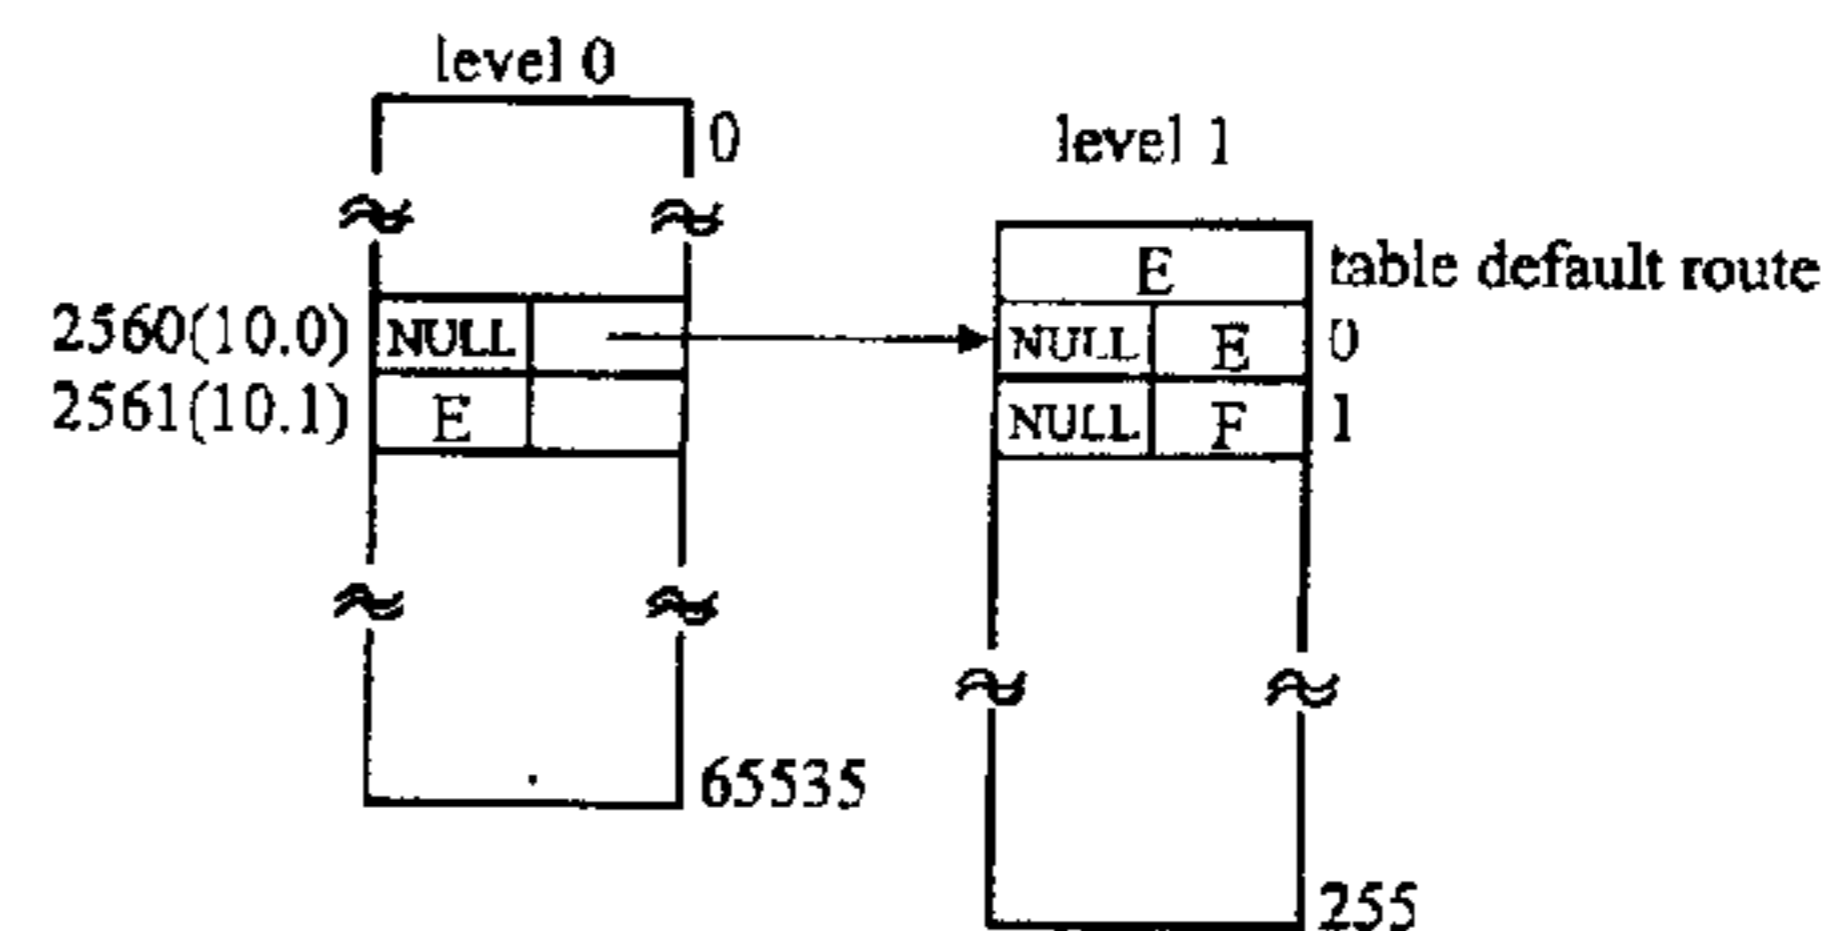 level 0
0
level 1
E table default route
2560(10.0) NULL NULL E 0
2561(10.1) E NULL F 1
65535
255